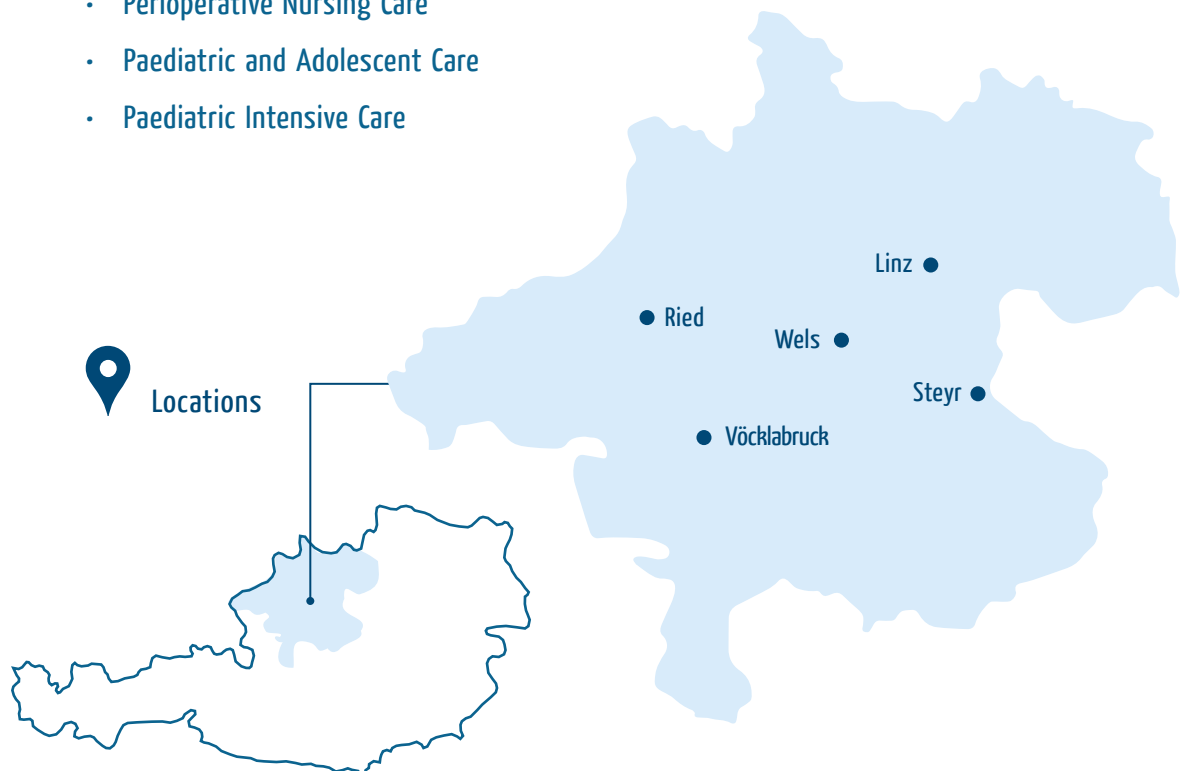 · Perioperative Nursing Care
· Paediatric and Adolescent Care
· Paediatric Intensive Care
Linz
Ried
Wels
Steyr
Locations
Vöcklabruck